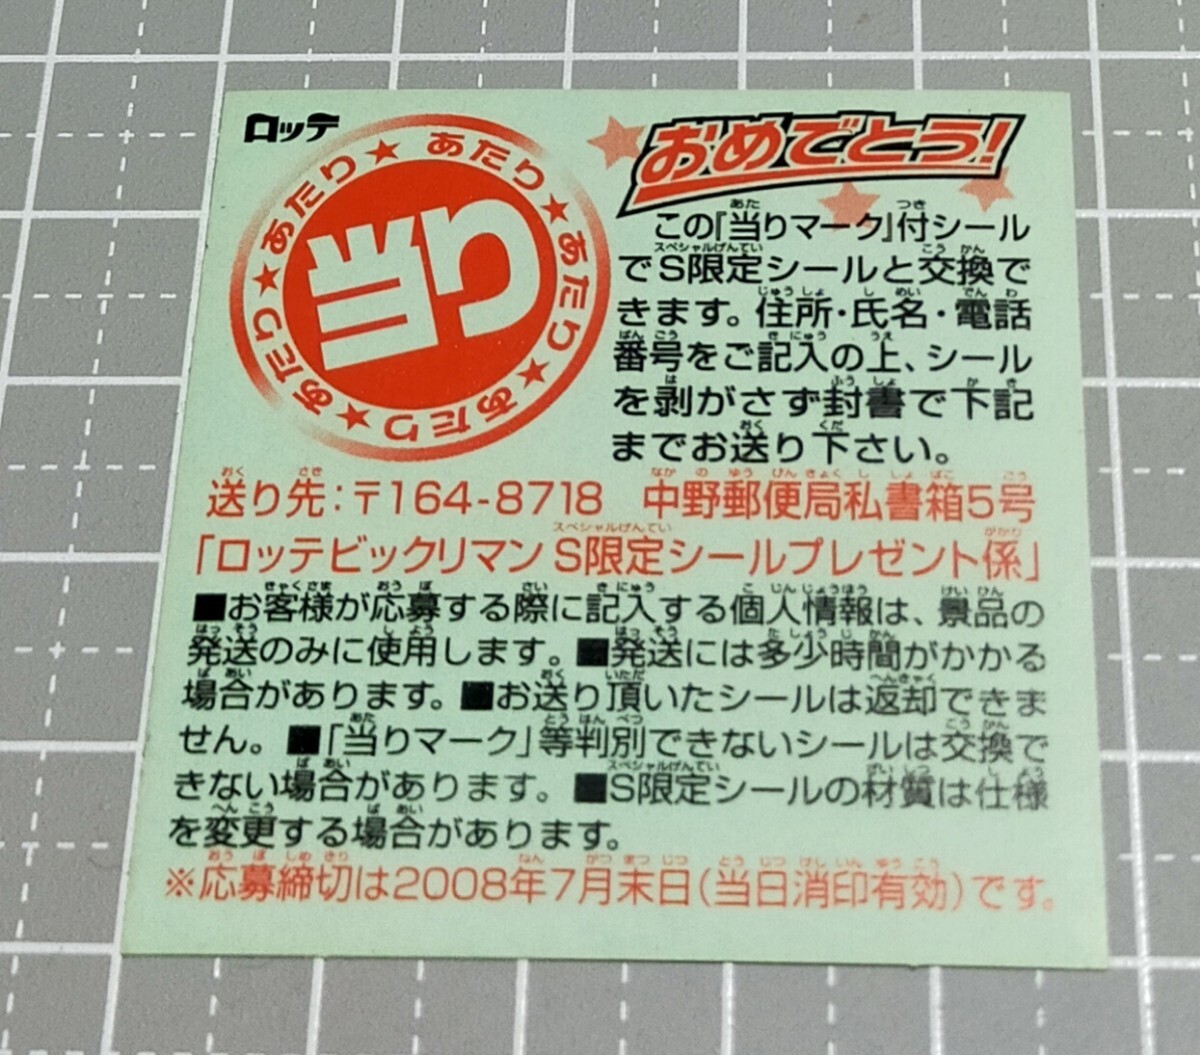 ロッテ
あたり★あたり★あたり★あたり★あたり★あたり★
当り
おめでとう!
この「当りマーク」付シール
でS限定シールと交換で
きます。住所・氏名・電話
番号をご記入の上、シール
を剥がさず封書で下記
までお送り下さい。
送り先:〒164-8718 中野郵便局私書箱5号
「ロッテビックリマン S限定シールプレゼント係」
■お客様が応募する際に記入する個人情報は、景品の
発送のみに使用します。■発送には多少時間がかかる
場合があります。■お送り頂いたシールは返却できま
せん。■「当りマーク」等判別できないシールは交換で
きない場合があります。■S限定シールの材質は仕様
を変更する場合があります。
※応募締切は2008年7月末日(当日消印有効)です。